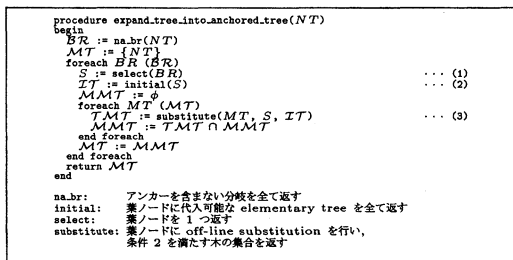 procedure expand_tree_into_anchored_tree(NT)
begin
BR := na_br(NT)
MT := {NT}
foreach BR (BR)
S := select(BR) ··· (1)
IT := initial(S) ··· (2)
MMT := ϕ
foreach MT (MT)
TMT := substitute(MT, S, IT) ··· (3)
MMT := TMT ∩ MMT
end foreach
MT := MMT
end foreach
return MT
end
na_br: アンカーを含まない分岐を全て返す
initial: 葉ノードに代入可能な elementary tree を全て返す
select: 葉ノードを 1 つ返す
substitute: 葉ノードに off-line substitution を行い,
条件 2 を満たす木の集合を返す